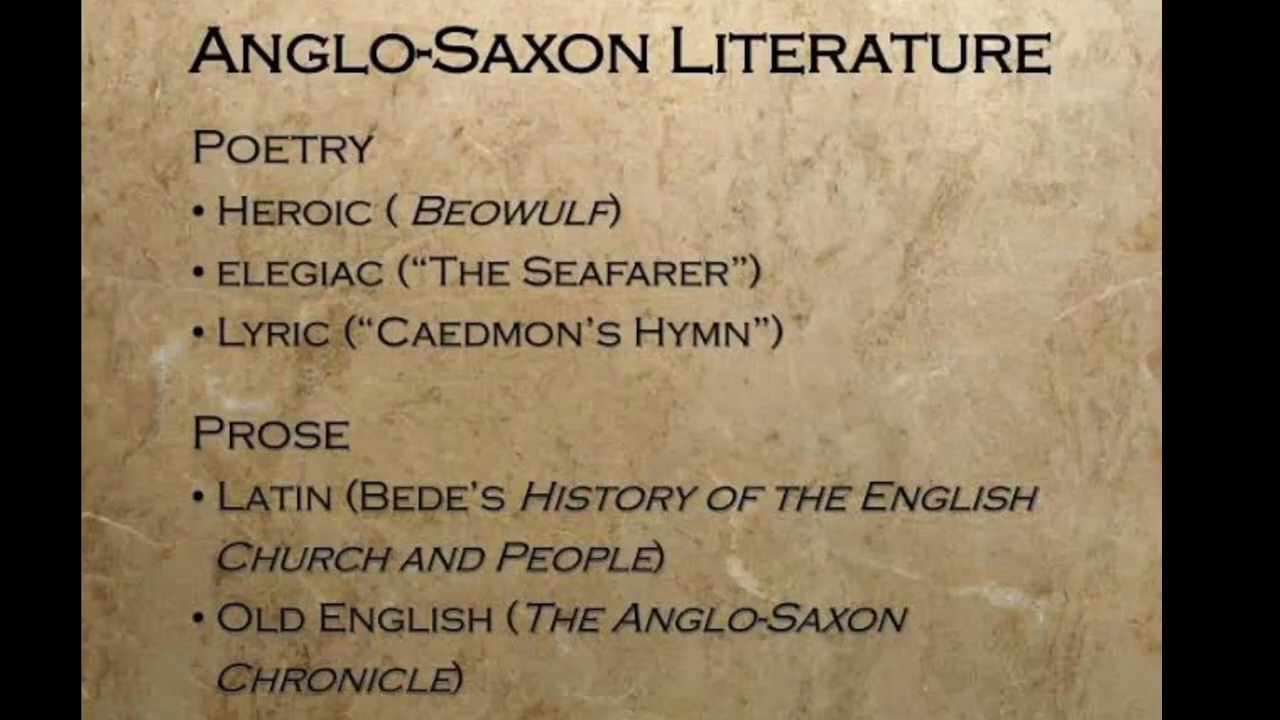 ANGLO-SAXON LITERATURE
POETRY
• HEROIC ( BEOWULF)
• ELEGIAC (“THE SEAFARER”)
• LYRIC (“CAEDMON’S HYMN”)
PROSE
• LATIN (BEDE’S HISTORY OF THE ENGLISH
CHURCH AND PEOPLE)
• OLD ENGLISH (THE ANGLO-SAXON
CHRONICLE)